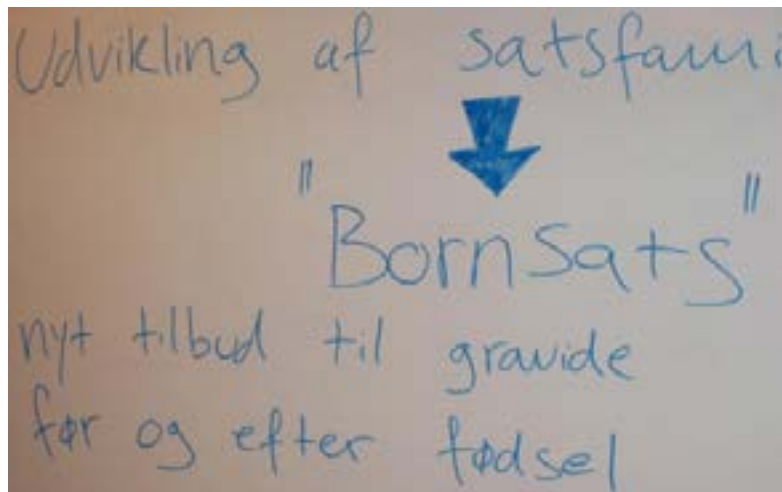 Udvikling af satsfami
"Bornsats"
nyt tilbud til gravide
før og efter fødsel